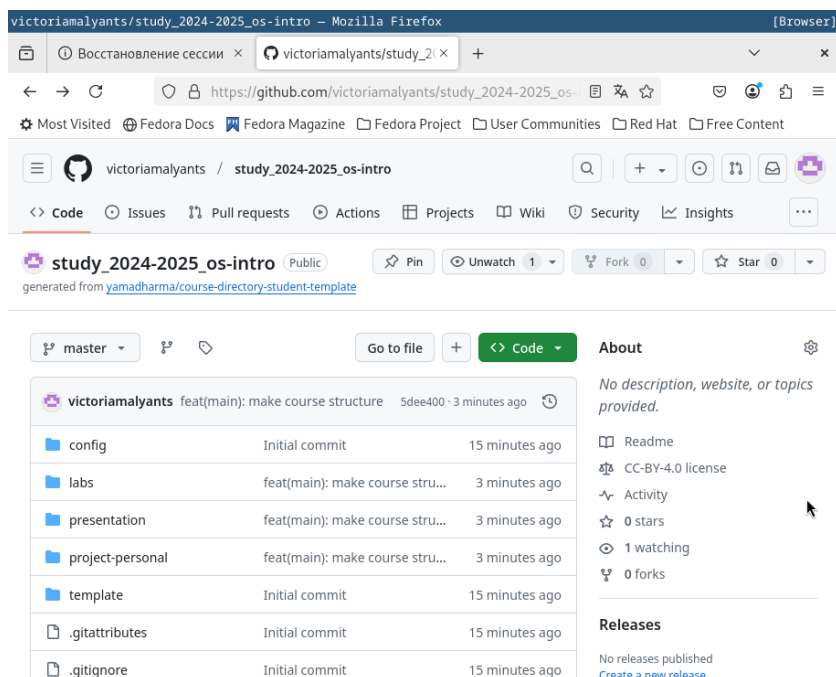 victoriamalyants/study_2024-2025_os-intro — Mozilla Firefox [Browser]
Восстановление сессии × victoriamalyants/study_2( × +
https://github.com/victoriamalyants/study_2024-2025_os-
Most Visited Fedora Docs Fedora Magazine Fedora Project User Communities Red Hat Free Content
victoriamalyants / study_2024-2025_os-intro
Code Issues Pull requests Actions Projects Wiki Security Insights
study_2024-2025_os-intro Public Pin Unwatch 1 Fork 0 Star 0
generated from yamadharma/course-directory-student-template
master Go to file + Code
victoriamalyants feat(main): make course structure 5dee400 · 3 minutes ago
config Initial commit 15 minutes ago
labs feat(main): make course stru... 3 minutes ago
presentation feat(main): make course stru... 3 minutes ago
project-personal feat(main): make course stru... 3 minutes ago
template Initial commit 15 minutes ago
.gitattributes Initial commit 15 minutes ago
.gitignore Initial commit 15 minutes ago
About
No description, website, or topics
provided.
Readme
CC-BY-4.0 license
Activity
0 stars
1 watching
0 forks
Releases
No releases published
Create a new release